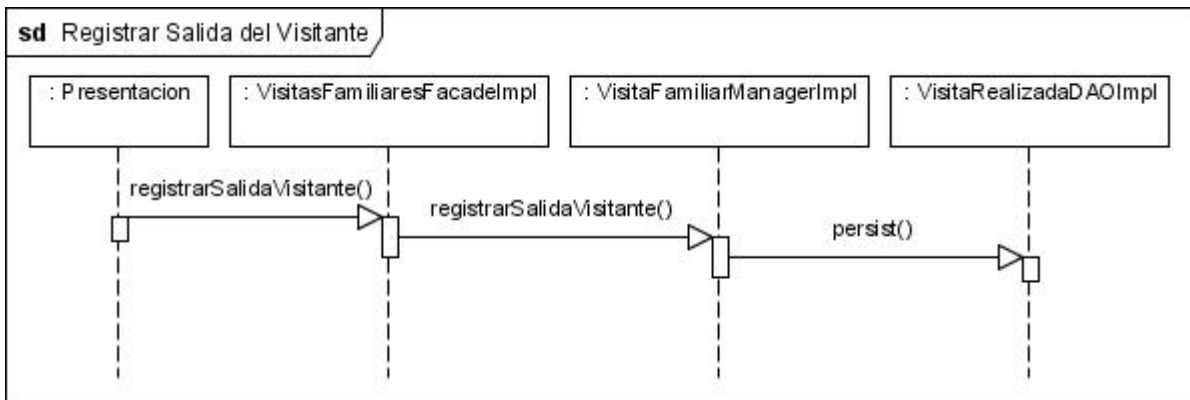 sd Registrar Salida del Visitante
: Presentacion
: VisitasFamiliaresFacadeImpl
: VisitaFamiliarManagerImpl
: VisitaRealizadaDAOImpl
registrarSalidaVisitante()
registrarSalidaVisitante()
persist()